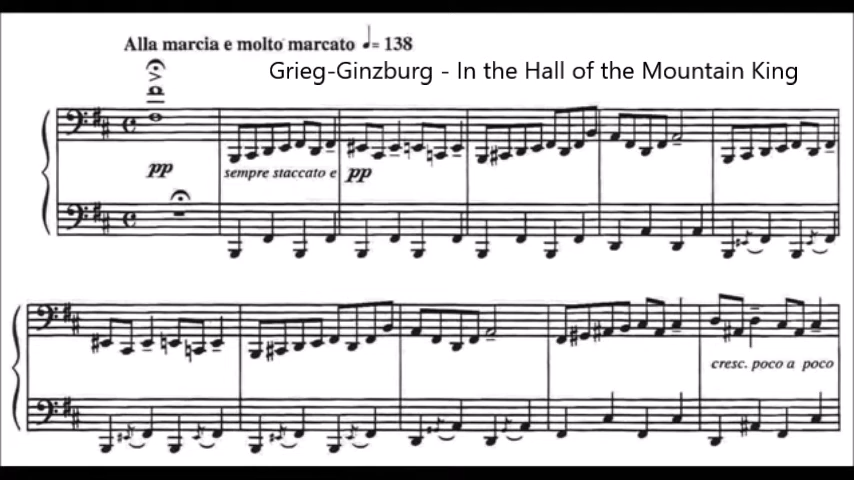 Alla marcia e molto marcato ♩= 138
Grieg-Ginzburg - In the Hall of the Mountain King
pp
sempre staccato e pp
cresc. poco a poco